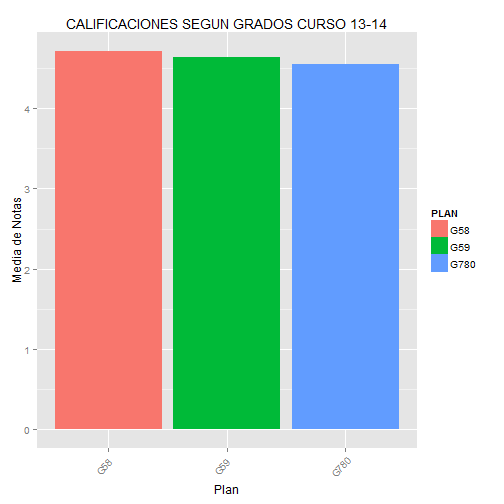 CALIFICACIONES SEGUN GRADOS CURSO 13-14
Media de Notas
4
3
2
1
0
G58
G59
G780
Plan
PLAN
G58
G59
G780